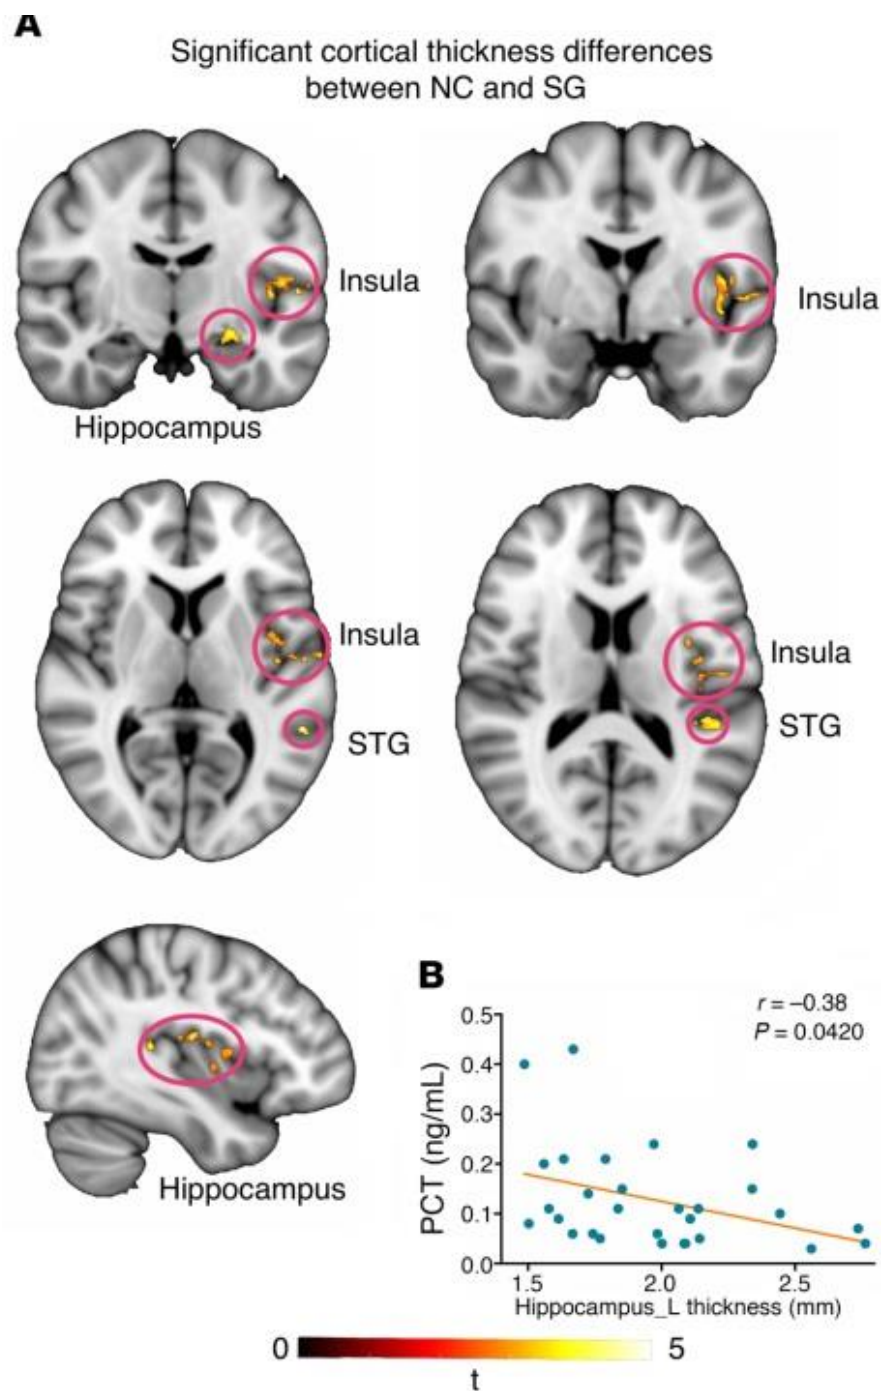 A
Significant cortical thickness differences
between NC and SG
Insula
Insula
Hippocampus
Insula
Insula
STG
STG
Hippocampus
B
r = –0.38
P = 0.0420
0.5
0.4
0.3
0.2
0.1
0.0
PCT (ng/mL)
1.5 2.0 2.5
Hippocampus_L thickness (mm)
0 5
t